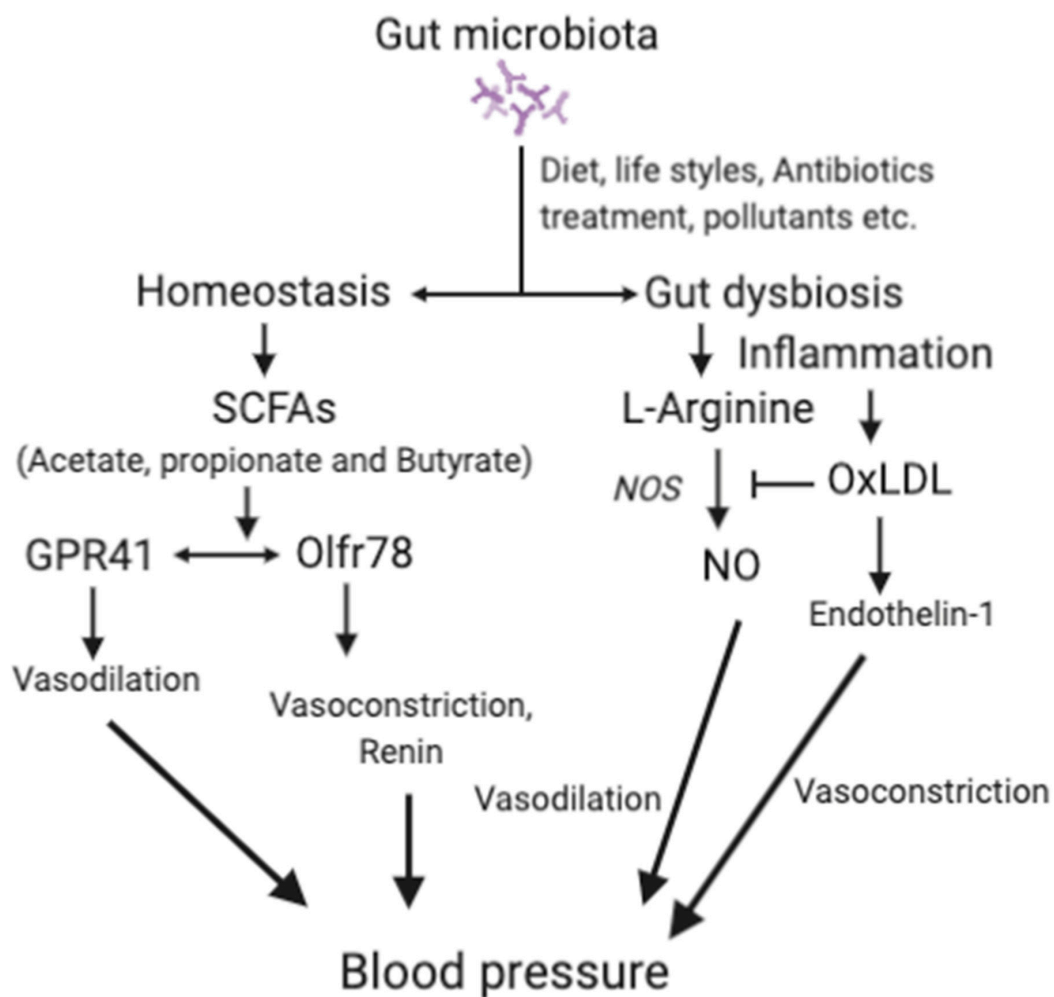 Gut microbiota
Diet, life styles, Antibiotics
treatment, pollutants etc.
Homeostasis
Gut dysbiosis
Inflammation
SCFAs
L-Arginine
(Acetate, propionate and Butyrate)
NOS
OxLDL
GPR41
Olfr78
NO
Endothelin-1
Vasodilation
Vasoconstriction,
Renin
Vasodilation
Vasoconstriction
Blood pressure